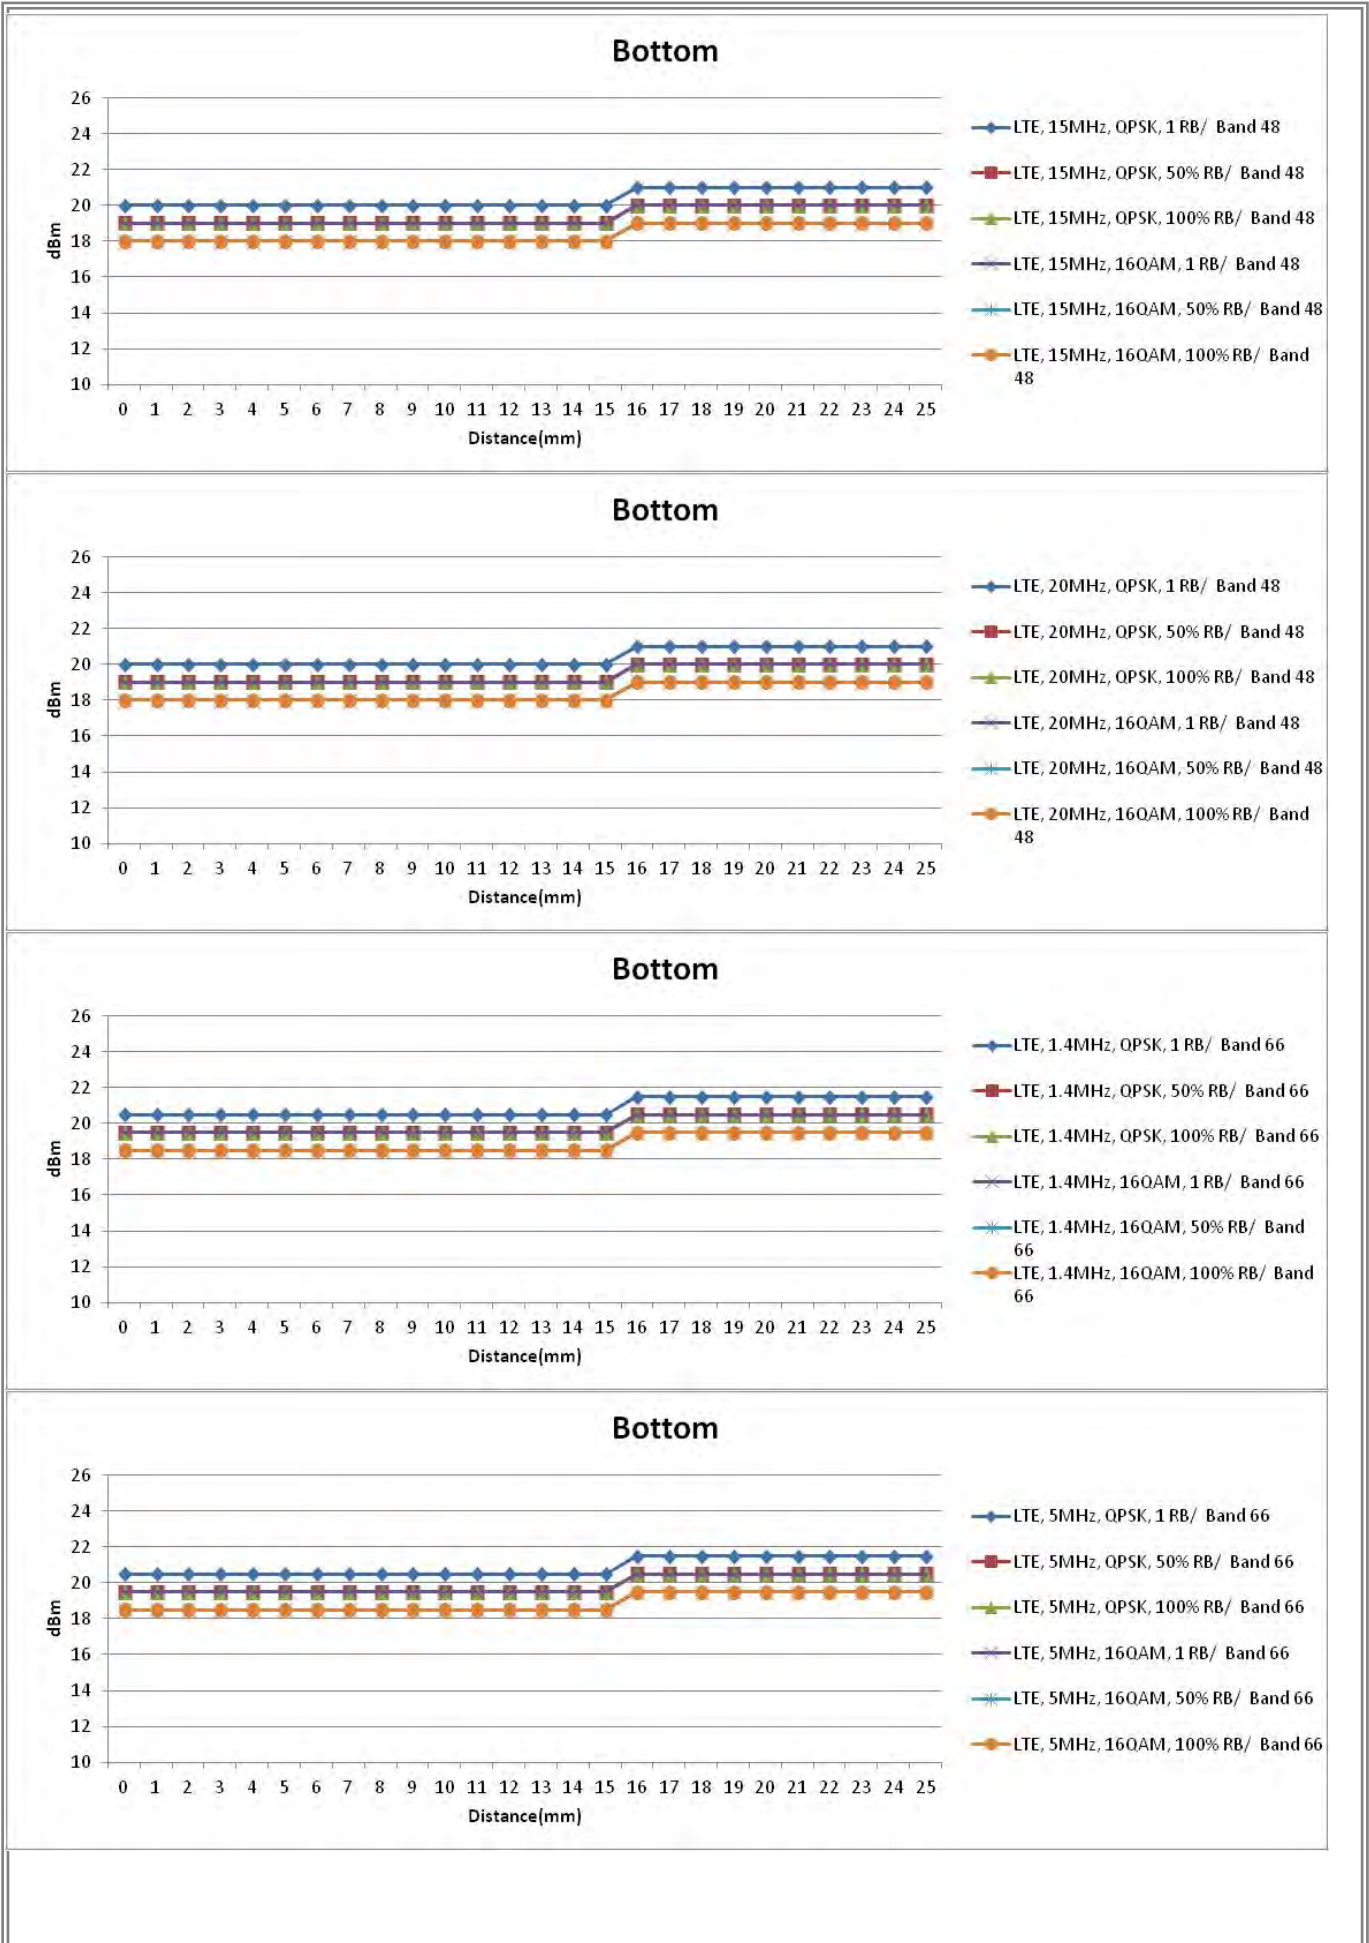 Bottom
26
24
22
20
18
16
14
12
10
dBm
0 1 2 3 4 5 6 7 8 9 10 11 12 13 14 15 16 17 18 19 20 21 22 23 24 25
Distance(mm)
LTE, 15MHz, QPSK, 1 RB/ Band 48
LTE, 15MHz, QPSK, 50% RB/ Band 48
LTE, 15MHz, QPSK, 100% RB/ Band 48
LTE, 15MHz, 16QAM, 1 RB/ Band 48
LTE, 15MHz, 16QAM, 50% RB/ Band 48
LTE, 15MHz, 16QAM, 100% RB/ Band
48
Bottom
26
24
22
20
18
16
14
12
10
dBm
0 1 2 3 4 5 6 7 8 9 10 11 12 13 14 15 16 17 18 19 20 21 22 23 24 25
Distance(mm)
LTE, 20MHz, QPSK, 1 RB/ Band 48
LTE, 20MHz, QPSK, 50% RB/ Band 48
LTE, 20MHz, QPSK, 100% RB/ Band 48
LTE, 20MHz, 16QAM, 1 RB/ Band 48
LTE, 20MHz, 16QAM, 50% RB/ Band 48
LTE, 20MHz, 16QAM, 100% RB/ Band
48
Bottom
26
24
22
20
18
16
14
12
10
dBm
0 1 2 3 4 5 6 7 8 9 10 11 12 13 14 15 16 17 18 19 20 21 22 23 24 25
Distance(mm)
LTE, 1.4MHz, QPSK, 1 RB/ Band 66
LTE, 1.4MHz, QPSK, 50% RB/ Band 66
LTE, 1.4MHz, QPSK, 100% RB/ Band 66
LTE, 1.4MHz, 16QAM, 1 RB/ Band 66
LTE, 1.4MHz, 16QAM, 50% RB/ Band
66
LTE, 1.4MHz, 16QAM, 100% RB/ Band
66
Bottom
26
24
22
20
18
16
14
12
10
dBm
0 1 2 3 4 5 6 7 8 9 10 11 12 13 14 15 16 17 18 19 20 21 22 23 24 25
Distance(mm)
LTE, 5MHz, QPSK, 1 RB/ Band 66
LTE, 5MHz, QPSK, 50% RB/ Band 66
LTE, 5MHz, QPSK, 100% RB/ Band 66
LTE, 5MHz, 16QAM, 1 RB/ Band 66
LTE, 5MHz, 16QAM, 50% RB/ Band 66
LTE, 5MHz, 16QAM, 100% RB/ Band 66